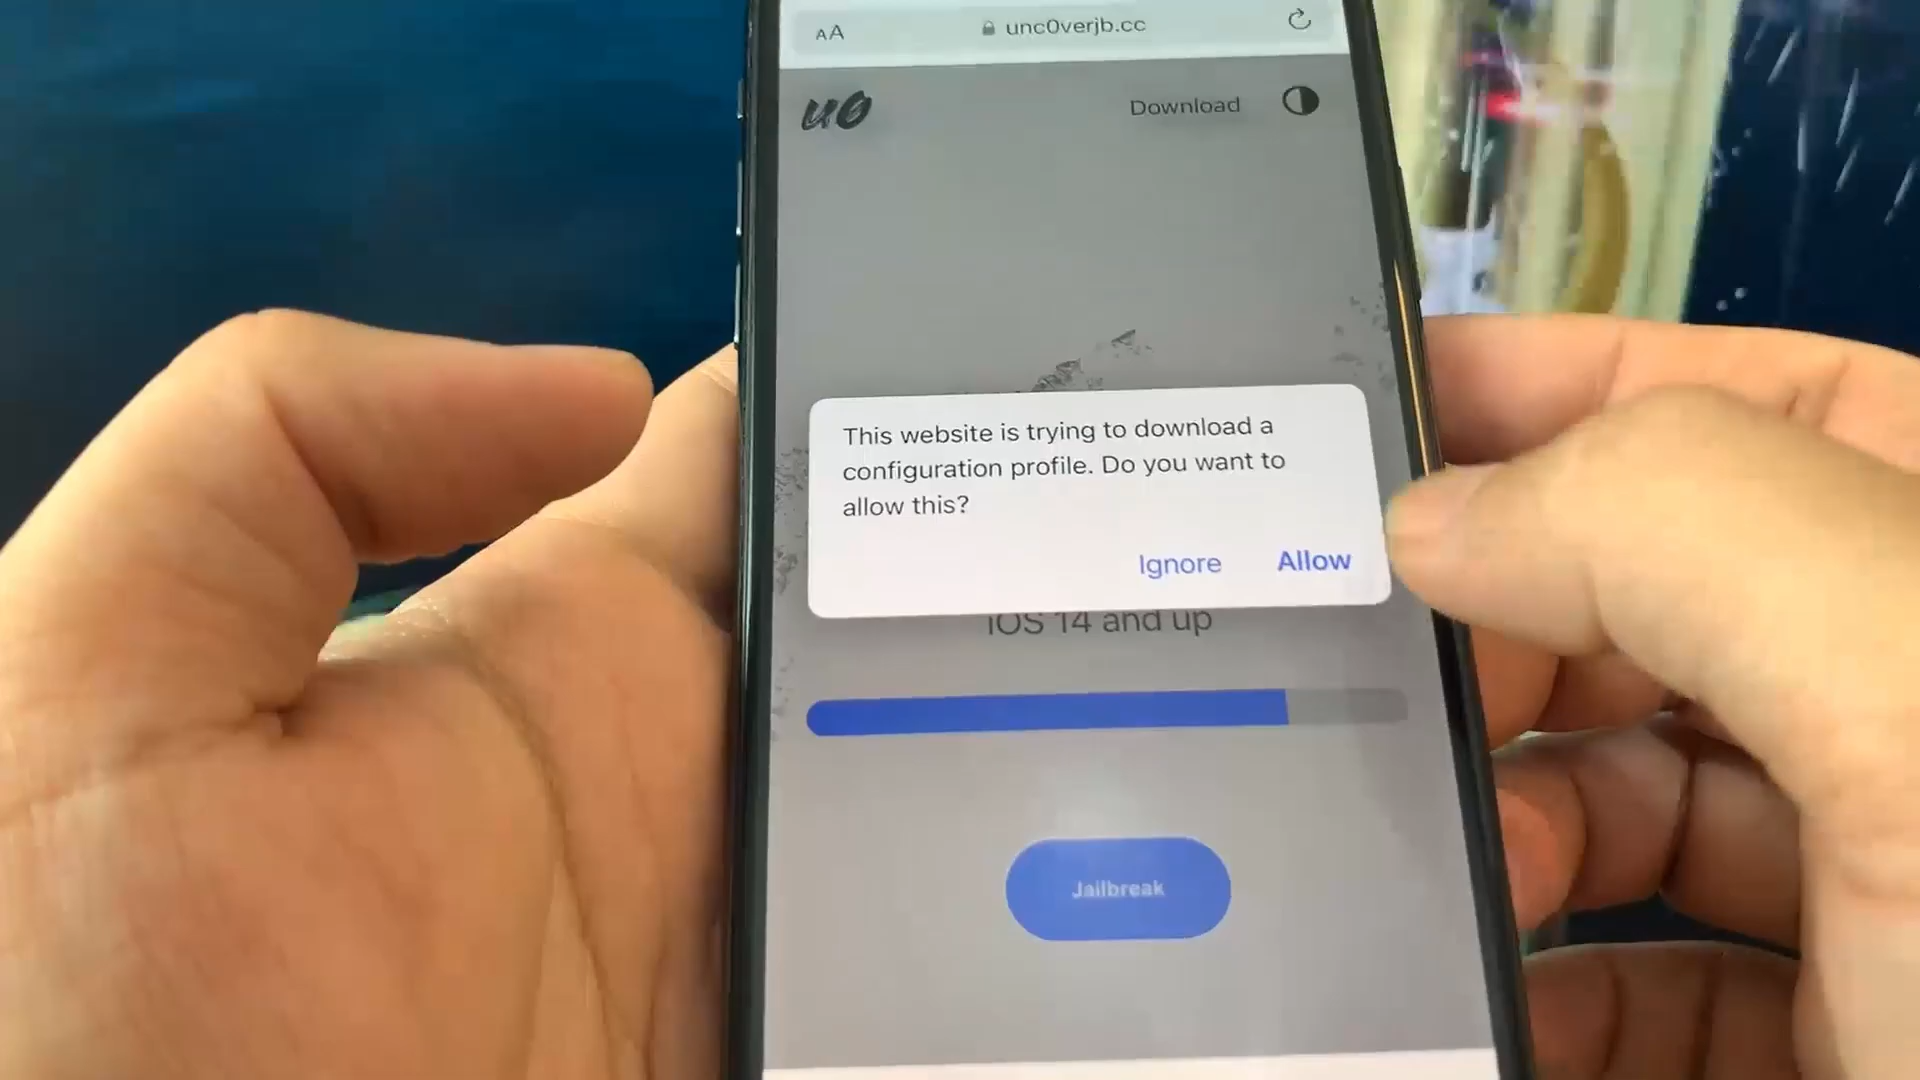 AA unc0verjb.cc
u0 Download
This website is trying to download a
configuration profile. Do you want to
allow this?
Ignore Allow
iOS 14 and up
Jailbreak